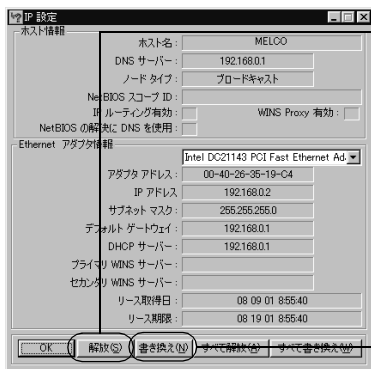 IP 設定
ホスト情報
ホスト名 : MELCO
DNS サーバー : 192.168.0.1
ノード タイプ : ブロードキャスト
NetBIOS スコープ ID :
IP ルーティング有効 : WINS Proxy 有効 :
NetBIOS の解決に DNS を使用 :
Ethernet アダプタ情報
Intel DC21143 PCI Fast Ethernet Ad
アダプタ アドレス : 00-40-26-35-19-C4
IP アドレス 192.168.0.2
サブネット マスク : 255.255.255.0
デフォルト ゲートウェイ : 192.168.0.1
DHCP サーバー : 192.168.0.1
プライマリ WINS サーバー :
セカンダリ WINS サーバー :
リース取得日 : 08 09 01 8:55:40
リース期限 : 08 19 01 8:55:40
OK 解放(S) 書き換え(N) すべて解放(A) すべて書き換え(W)